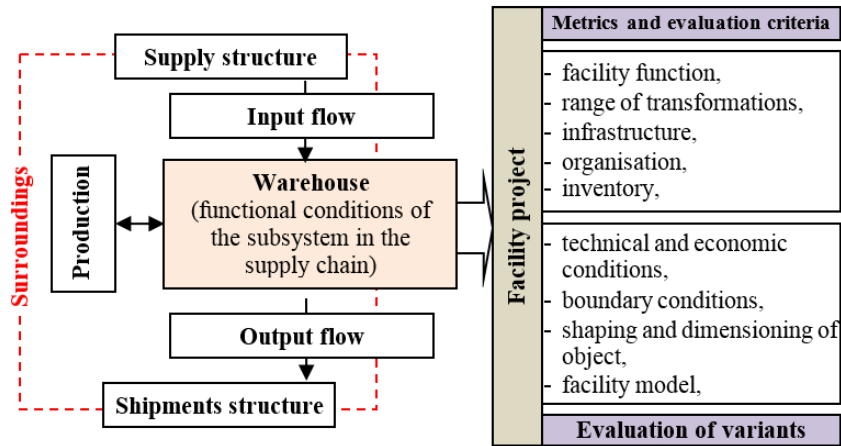 Supply structure
Input flow
Surroundings
Production
Warehouse
(functional conditions of
the subsystem in the
supply chain)
Output flow
Shipments structure
Facility project
Metrics and evaluation criteria
- facility function,
- range of transformations,
- infrastructure,
- organisation,
- inventory,
- technical and economic
conditions,
- boundary conditions,
- shaping and dimensioning of
object,
- facility model,
Evaluation of variants